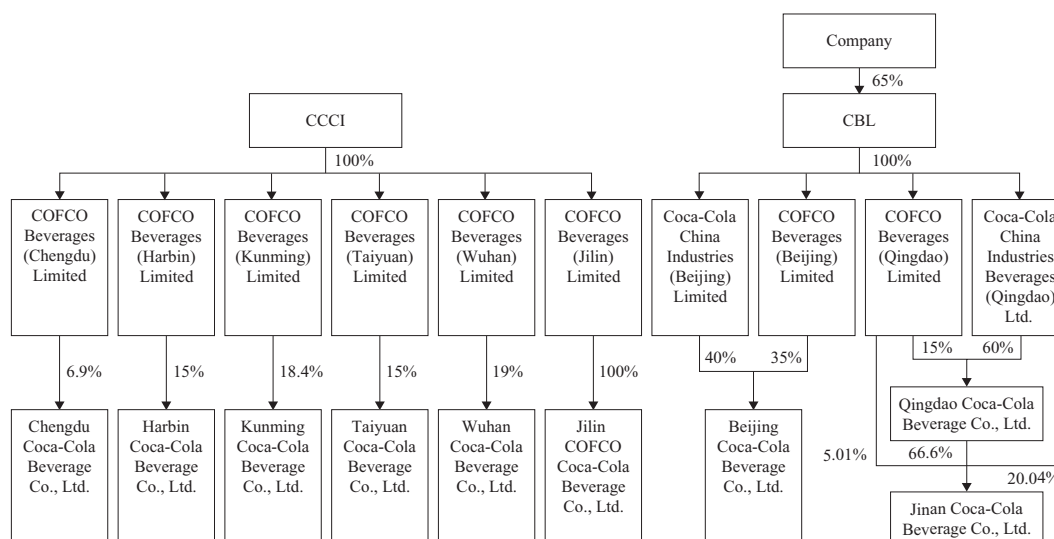 Company
65%
CCCI
CBL
100%
100%
COFCO
Beverages
(Chengdu)
Limited
COFCO
Beverages
(Harbin)
Limited
COFCO
Beverages
(Kunming)
Limited
COFCO
Beverages
(Taiyuan)
Limited
COFCO
Beverages
(Wuhan)
Limited
COFCO
Beverages
(Jilin)
Limited
Coca-Cola
China
Industries
(Beijing)
Limited
COFCO
Beverages
(Beijing)
Limited
COFCO
Beverages
(Qingdao)
Limited
Coca-Cola
China
Industries
Beverages
(Qingdao)
Ltd.
6.9%
15%
18.4%
15%
19%
100%
40%
35%
15%
60%
Chengdu
Coca-Cola
Beverage
Co., Ltd.
Harbin
Coca-Cola
Beverage
Co., Ltd.
Kunming
Coca-Cola
Beverage
Co., Ltd.
Taiyuan
Coca-Cola
Beverage
Co., Ltd.
Wuhan
Coca-Cola
Beverage
Co., Ltd.
Jilin
COFCO
Coca-Cola
Beverage
Co., Ltd.
Beijing
Coca-Cola
Beverage
Co., Ltd.
Qingdao Coca-Cola
Beverage Co., Ltd.
5.01%
66.6%
20.04%
Jinan Coca-Cola
Beverage Co., Ltd.